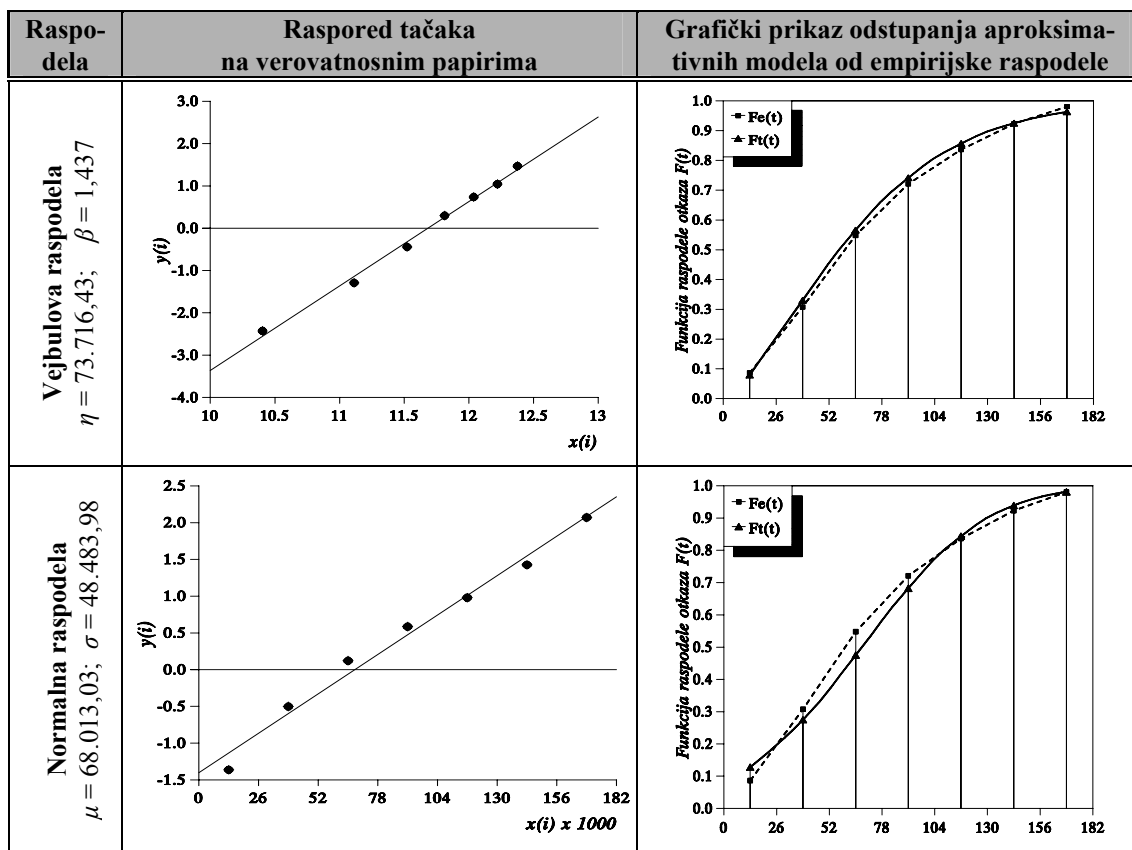 Raspo-
dela
Raspored tačaka
na verovatnosnim papirima
Grafički prikaz odstupanja aproksima-
tivnih modela od empirijske raspodele
Vejbulova raspodela
η = 73.716,43; β = 1,437
3.0
2.0
1.0
0.0
-1.0
-2.0
-3.0
-4.0
y(i)
10 10.5 11 11.5 12 12.5 13
x(i)
1.0
0.9
0.8
0.7
0.6
0.5
0.4
0.3
0.2
0.1
0.0
Funkcija raspodele otkaza F(t)
Fe(t)
Ft(t)
0 26 52 78 104 130 156 182
Normalna raspodela
μ = 68.013,03; σ = 48.483,98
2.5
2.0
1.5
1.0
0.5
0.0
-0.5
-1.0
-1.5
y(i)
0 26 52 78 104 130 156 182
x(i) x 1000
1.0
0.9
0.8
0.7
0.6
0.5
0.4
0.3
0.2
0.1
0.0
Funkcija raspodele otkaza F(t)
Fe(t)
Ft(t)
0 26 52 78 104 130 156 182